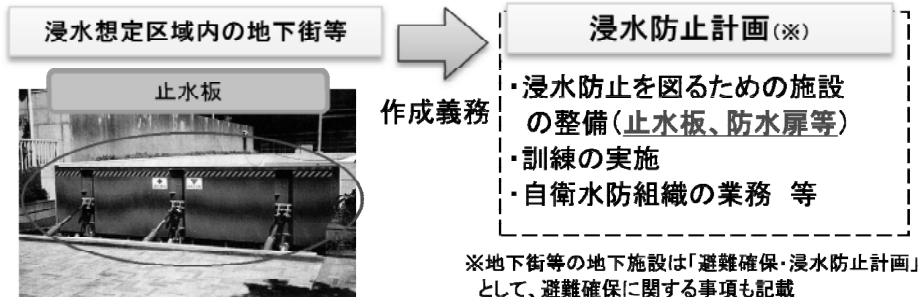 浸水想定区域内の地下街等
止水板
作成義務
浸水防止計画(※)
・浸水防止を図るための施設
の整備(止水板、防水扉等)
・訓練の実施
・自衛水防組織の業務 等
※地下街等の地下施設は「避難確保・浸水防止計画」
として、避難確保に関する事項も記載